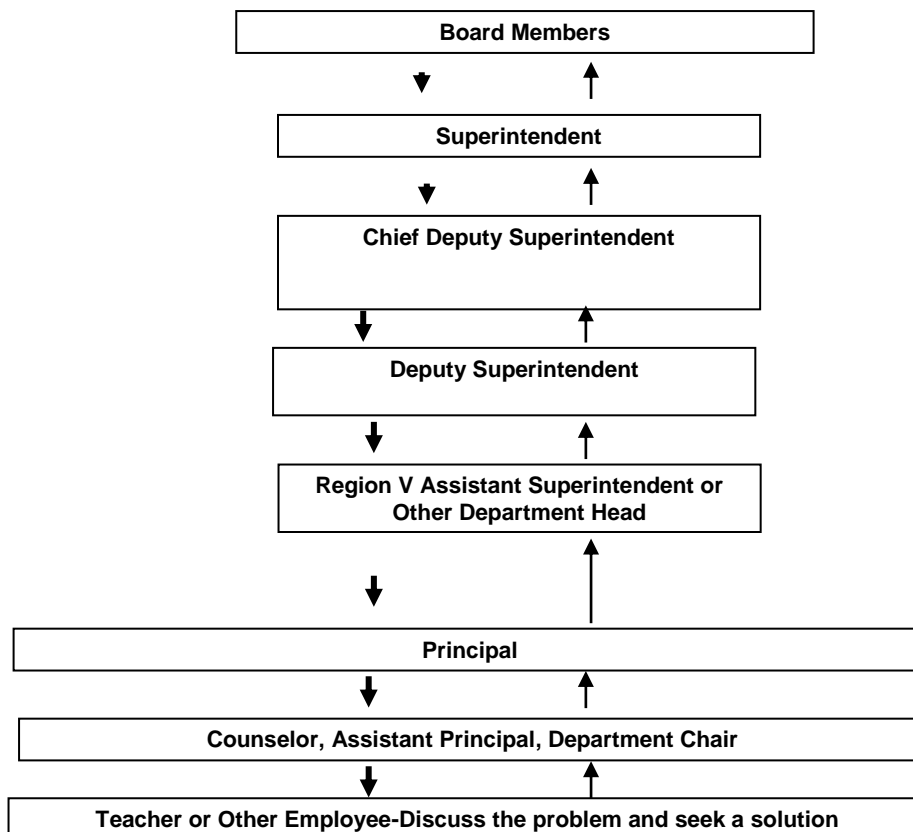 Board Members
Superintendent
Chief Deputy Superintendent
Deputy Superintendent
Region V Assistant Superintendent or
Other Department Head
Principal
Counselor, Assistant Principal, Department Chair
Teacher or Other Employee-Discuss the problem and seek a solution